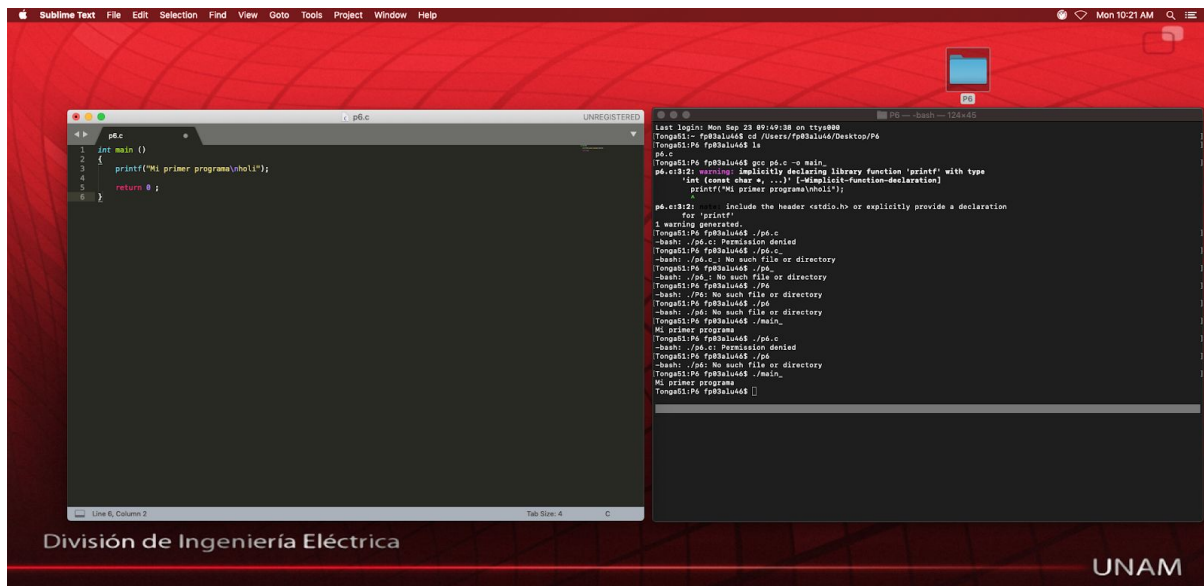 Sublime Text File Edit Selection Find View Goto Tools Project Window Help
Mon 10:21 AM
P6
p6.c
UNREGISTERED
p6.c
1 int main ()
2 {
3 printf("Mi primer programa\nholi");
4
5 return 0 ;
6 }
Line 6, Column 2
Tab Size: 4
C
P6 — -bash — 124×45
Last login: Mon Sep 23 09:49:38 on ttys000
[Tonga51:~ fp03alu46$ cd /Users/fp03alu46/Desktop/P6 ]
[Tonga51:P6 fp03alu46$ ls ]
p6.c
[Tonga51:P6 fp03alu46$ gcc p6.c -o main_ ]
p6.c:3:2: warning: implicitly declaring library function 'printf' with type
'int (const char *, ...)' [-Wimplicit-function-declaration]
printf("Mi primer programa\nholi");
^
p6.c:3:2: note: include the header <stdio.h> or explicitly provide a declaration
for 'printf'
1 warning generated.
[Tonga51:P6 fp03alu46$ ./p6.c ]
-bash: ./p6.c: Permission denied
[Tonga51:P6 fp03alu46$ ./p6.c_ ]
-bash: ./p6.c_: No such file or directory
[Tonga51:P6 fp03alu46$ ./p6_ ]
-bash: ./p6_: No such file or directory
[Tonga51:P6 fp03alu46$ ./P6 ]
-bash: ./P6: No such file or directory
[Tonga51:P6 fp03alu46$ ./p6 ]
-bash: ./p6: No such file or directory
[Tonga51:P6 fp03alu46$ ./main_ ]
Mi primer programa
[Tonga51:P6 fp03alu46$ ./p6.c ]
-bash: ./p6.c: Permission denied
[Tonga51:P6 fp03alu46$ ./p6 ]
-bash: ./p6: No such file or directory
[Tonga51:P6 fp03alu46$ ./main_ ]
Mi primer programa
Tonga51:P6 fp03alu46$
División de Ingeniería Eléctrica
UNAM